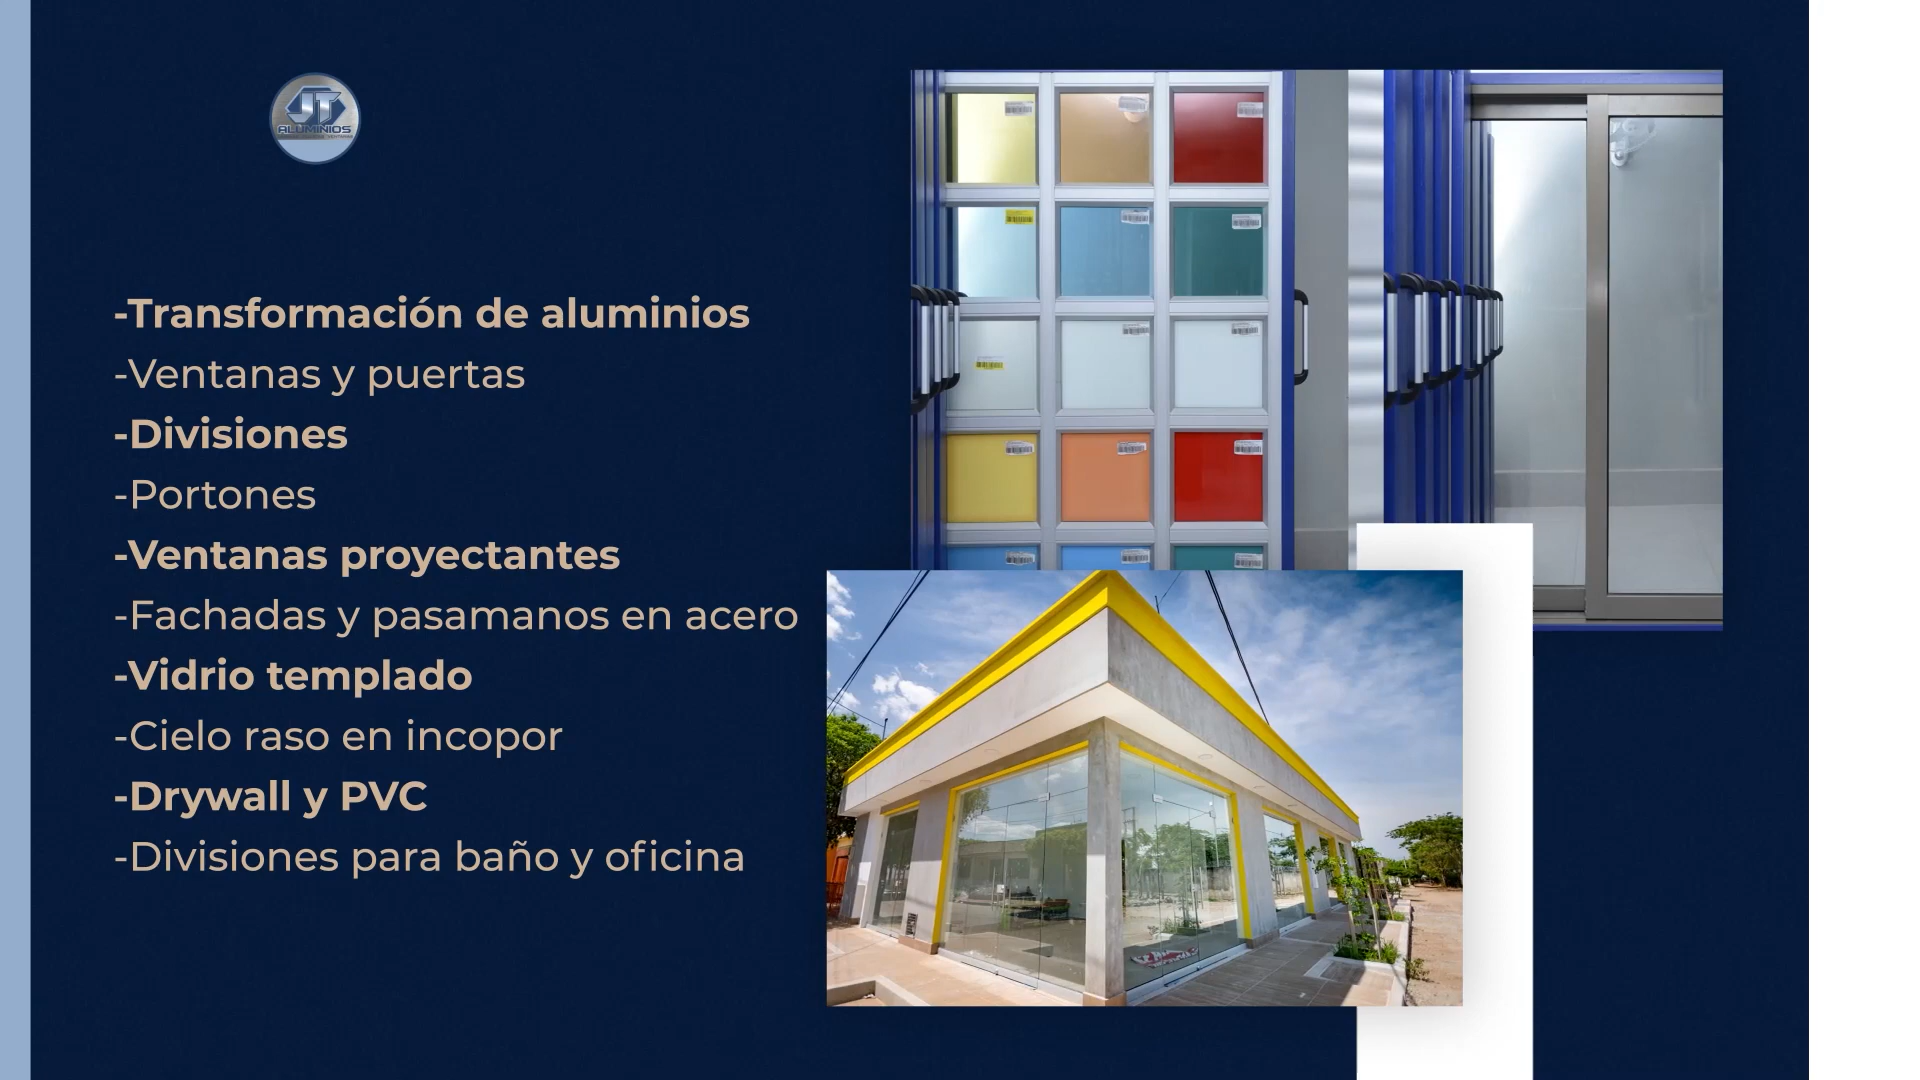 JT
ALUMINIOS
-Transformación de aluminios
-Ventanas y puertas
-Divisiones
-Portones
-Ventanas proyectantes
-Fachadas y pasamanos en acero
-Vidrio templado
-Cielo raso en incopor
-Drywall y PVC
-Divisiones para baño y oficina